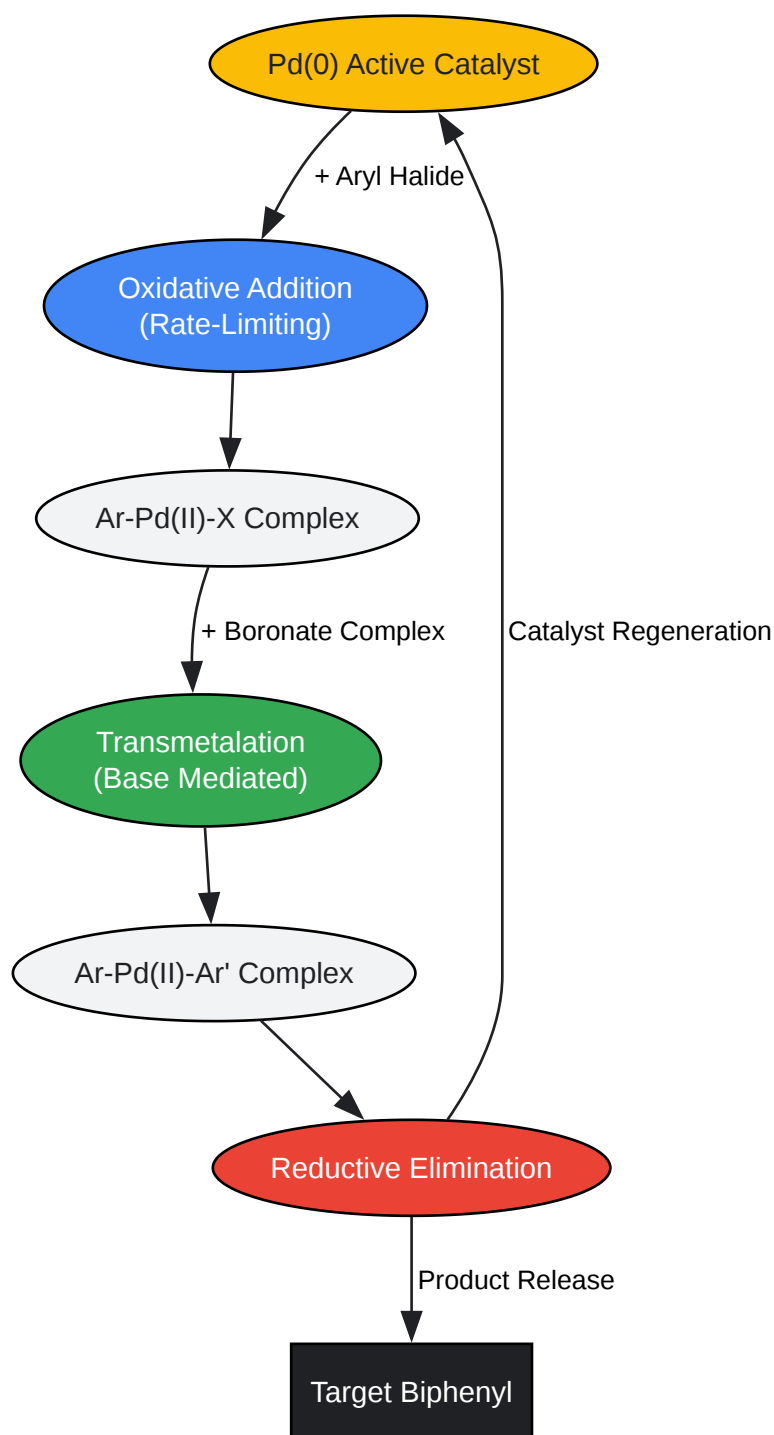 Pd(0) Active Catalyst
+ Aryl Halide
Oxidative Addition
(Rate-Limiting)
Ar-Pd(II)-X Complex
+ Boronate Complex
Catalyst Regeneration
Transmetalation
(Base Mediated)
Ar-Pd(II)-Ar' Complex
Reductive Elimination
Product Release
Target Biphenyl